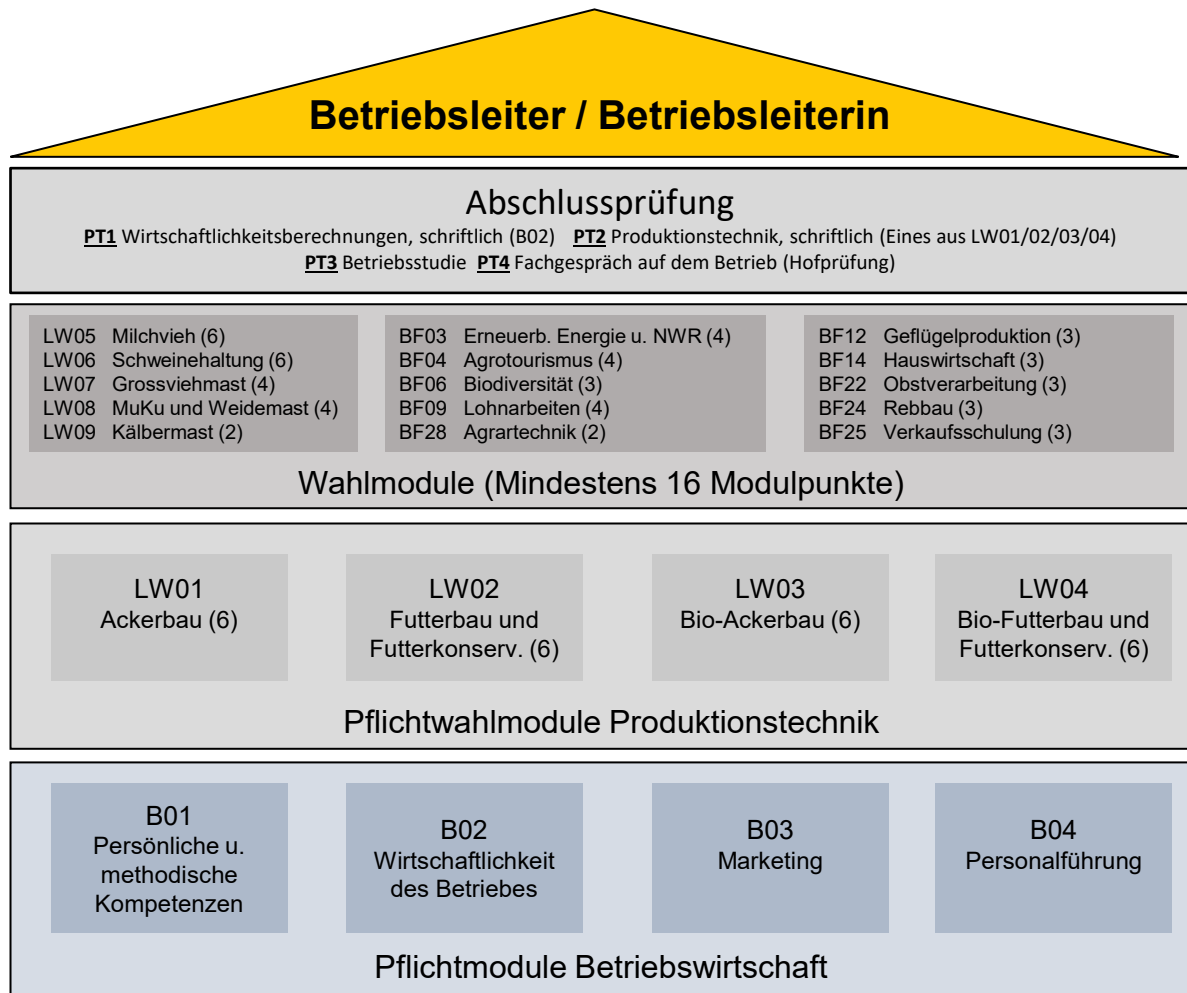 Betriebsleiter / Betriebsleiterin
Abschlussprüfung
PT1 Wirtschaftlichkeitsberechnungen, schriftlich (B02) PT2 Produktionstechnik, schriftlich (Eines aus LW01/02/03/04)
PT3 Betriebsstudie PT4 Fachgespräch auf dem Betrieb (Hofprüfung)
LW05 Milchvieh (6)
LW06 Schweinehaltung (6)
LW07 Grossviehmast (4)
LW08 MuKu und Weidemast (4)
LW09 Kälbermast (2)
BF03 Erneuerb. Energie u. NWR (4)
BF04 Agrotourismus (4)
BF06 Biodiversität (3)
BF09 Lohnarbeiten (4)
BF28 Agrartechnik (2)
BF12 Geflügelproduktion (3)
BF14 Hauswirtschaft (3)
BF22 Obstverarbeitung (3)
BF24 Rebbau (3)
BF25 Verkaufsschulung (3)
Wahlmodule (Mindestens 16 Modulpunkte)
LW01
Ackerbau (6)
LW02
Futterbau und
Futterkonserv. (6)
LW03
Bio-Ackerbau (6)
LW04
Bio-Futterbau und
Futterkonserv. (6)
Pflichtwahlmodule Produktionstechnik
B01
Persönliche u.
methodische
Kompetenzen
B02
Wirtschaftlichkeit
des Betriebes
B03
Marketing
B04
Personalführung
Pflichtmodule Betriebswirtschaft